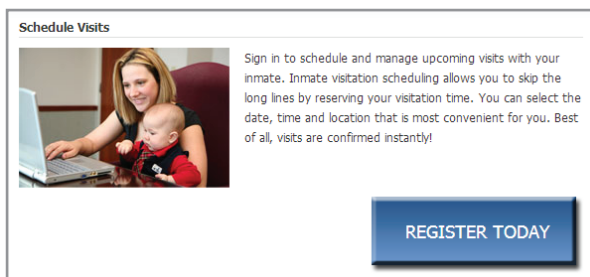 Schedule Visits
Sign in to schedule and manage upcoming visits with your
inmate. Inmate visitation scheduling allows you to skip the
long lines by reserving your visitation time. You can select the
date, time and location that is most convenient for you. Best
of all, visits are confirmed instantly!
REGISTER TODAY